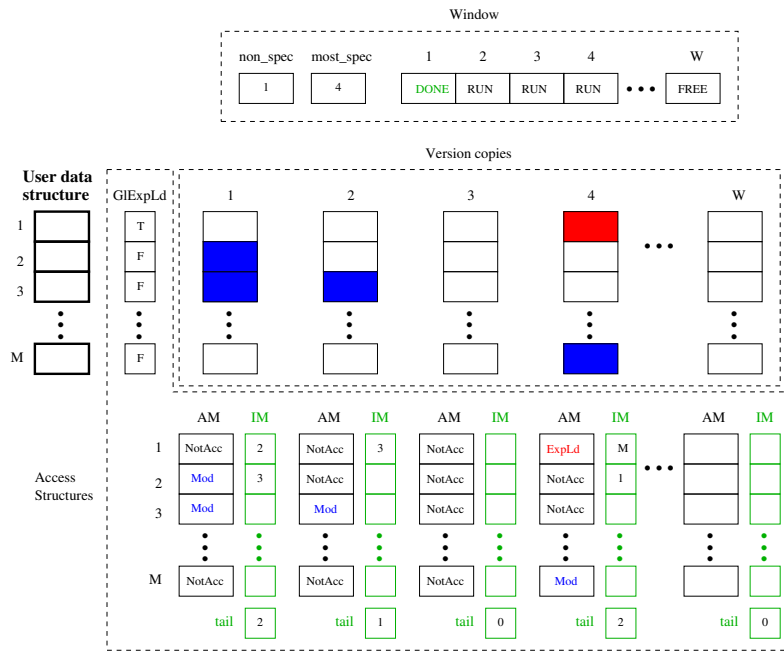 Window
non_spec most_spec 1 2 3 4 W
1 4 DONE RUN RUN RUN ••• FREE
Version copies
User data
structure GlExpLd 1 2 3 4 W
1 T
2 F
•••
3 F
M F
AM IM AM IM AM IM AM IM AM IM
1 NotAcc 2 NotAcc 3 NotAcc ExpLd M
Access
Structures
2 Mod 3 NotAcc NotAcc NotAcc 1 •••
3 Mod Mod NotAcc NotAcc
M NotAcc NotAcc NotAcc Mod
tail 2 tail 1 tail 0 tail 2 tail 0